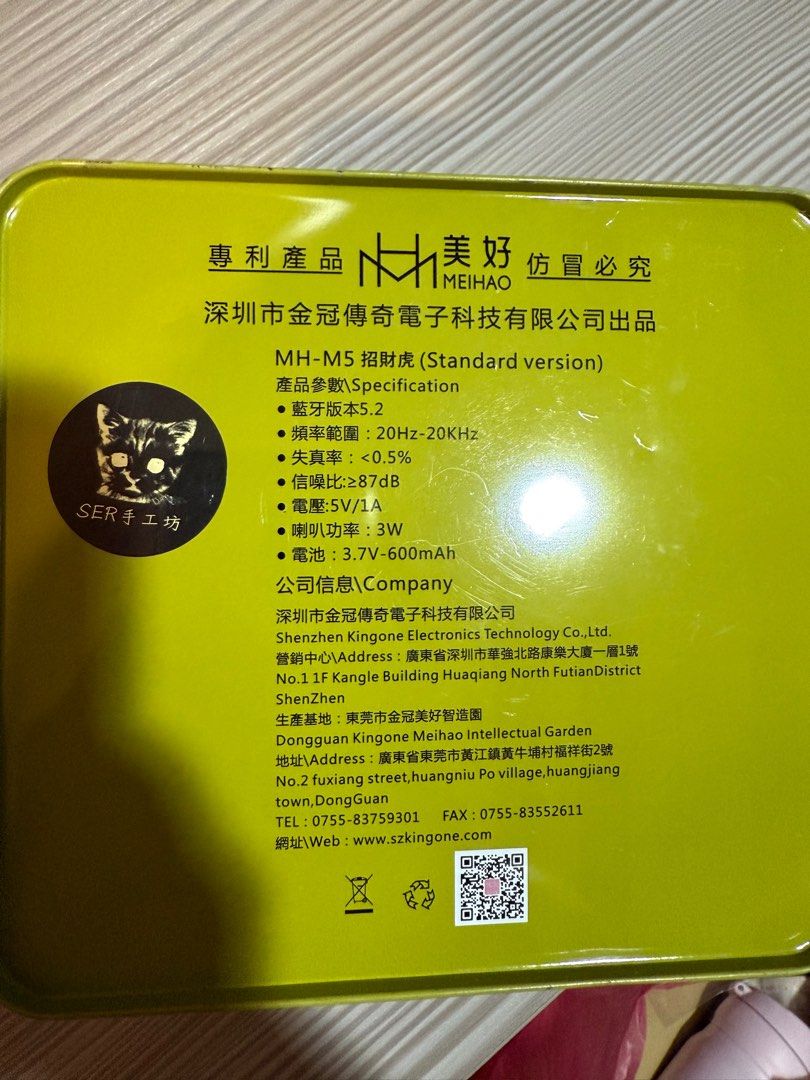 專利產品 美好 MEIHAO 仿冒必究
深圳市金冠傳奇電子科技有限公司出品
MH-M5 招財虎 (Standard version)
產品參數\Specification
• 藍牙版本5.2
• 頻率範圍：20Hz-20KHz
• 失真率：<0.5%
• 信噪比:≥87dB
• 電壓:5V/1A
• 喇叭功率：3W
• 電池：3.7V-600mAh
SER手工坊
公司信息\Company
深圳市金冠傳奇電子科技有限公司
Shenzhen Kingone Electronics Technology Co.,Ltd.
營銷中心\Address：廣東省深圳市華強北路康樂大廈一層1號
No.1 1F Kangle Building Huaqiang North FutianDistrict
ShenZhen
生產基地：東莞市金冠美好智造園
Dongguan Kingone Meihao Intellectual Garden
地址\Address：廣東省東莞市黃江鎮黃牛埔村福祥街2號
No.2 fuxiang street,huangniu Po village,huangjiang
town,DongGuan
TEL：0755-83759301 FAX：0755-83552611
網址\Web：www.szkingone.com